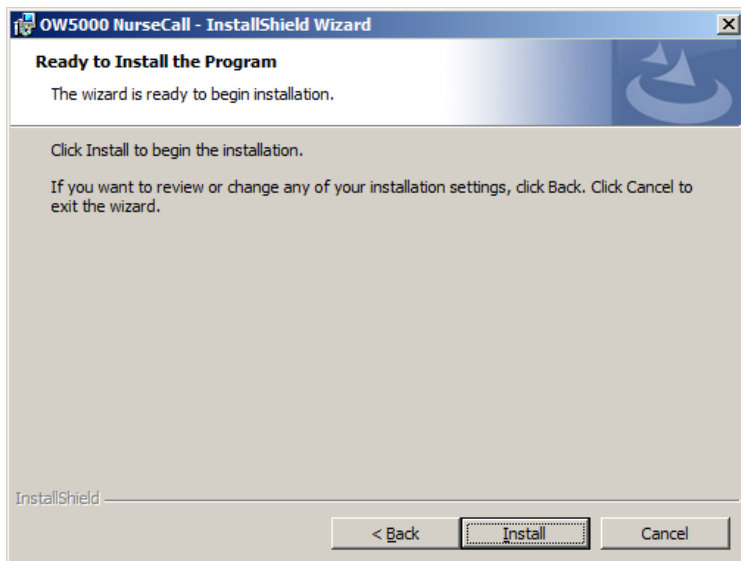 OW5000 NurseCall - InstallShield Wizard
Ready to Install the Program
The wizard is ready to begin installation.
Click Install to begin the installation.
If you want to review or change any of your installation settings, click Back. Click Cancel to
exit the wizard.
InstallShield
< Back Install Cancel